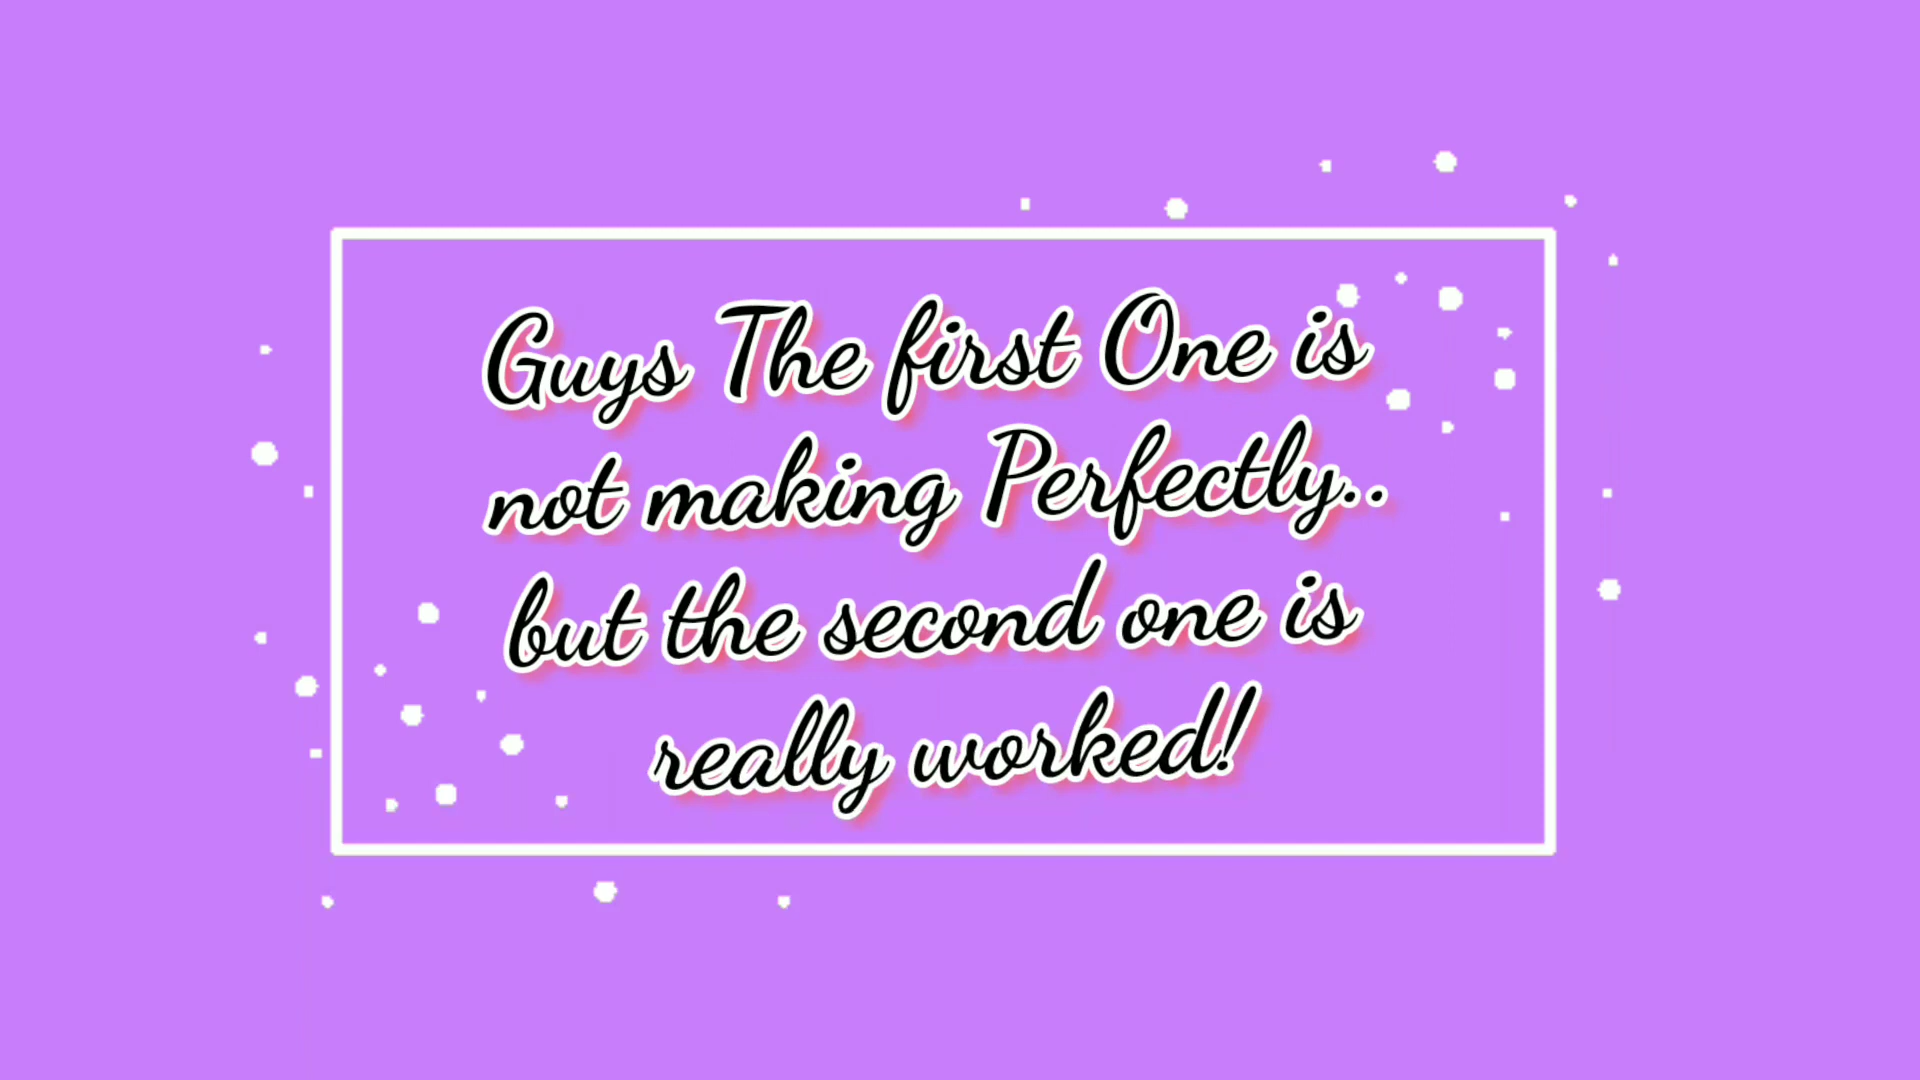 Guys The first One is
not making Perfectly..
but the second one is
really worked!